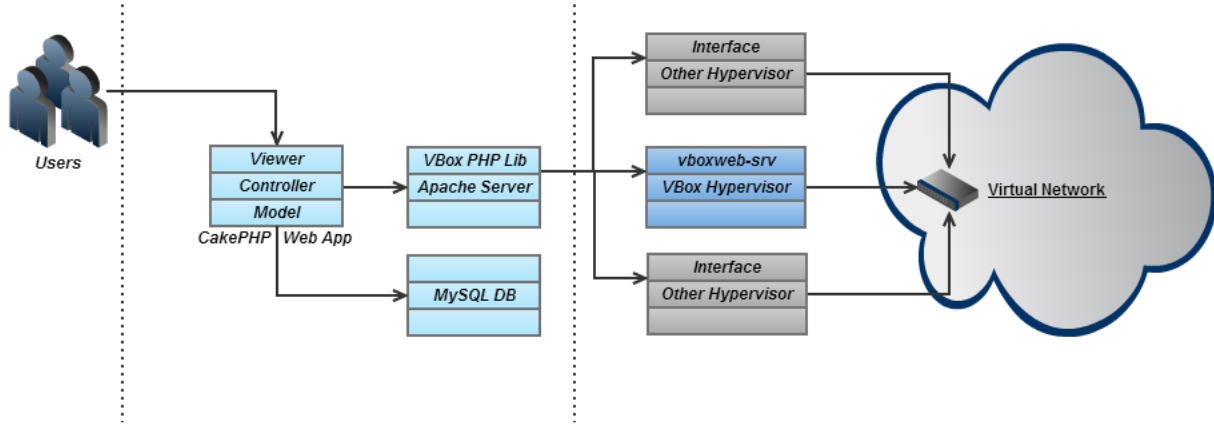 Users
Viewer
Controller
Model
CakePHP Web App
VBox PHP Lib
Apache Server
MySQL DB
Interface
Other Hypervisor
vboxweb-srv
VBox Hypervisor
Interface
Other Hypervisor
Virtual Network